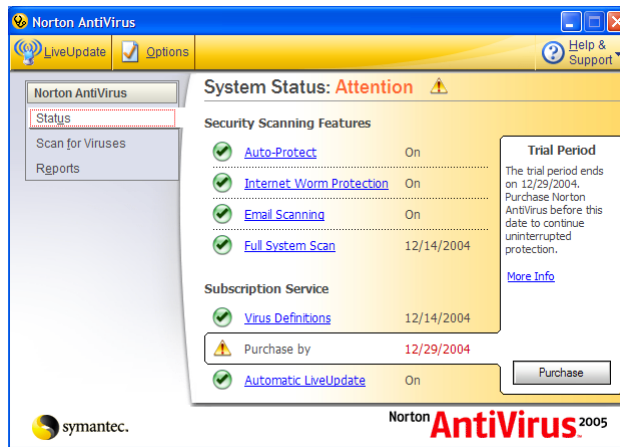 Norton AntiVirus
LiveUpdate Options Help & Support
Norton AntiVirus
Status
Scan for Viruses
Reports
System Status: Attention
Security Scanning Features
Auto-Protect On
Internet Worm Protection On
Email Scanning On
Full System Scan 12/14/2004
Subscription Service
Virus Definitions 12/14/2004
Purchase by 12/29/2004
Automatic LiveUpdate On
Trial Period
The trial period ends
on 12/29/2004.
Purchase Norton
AntiVirus before this
date to continue
uninterrupted
protection.
More Info
Purchase
symantec.
Norton AntiVirus 2005